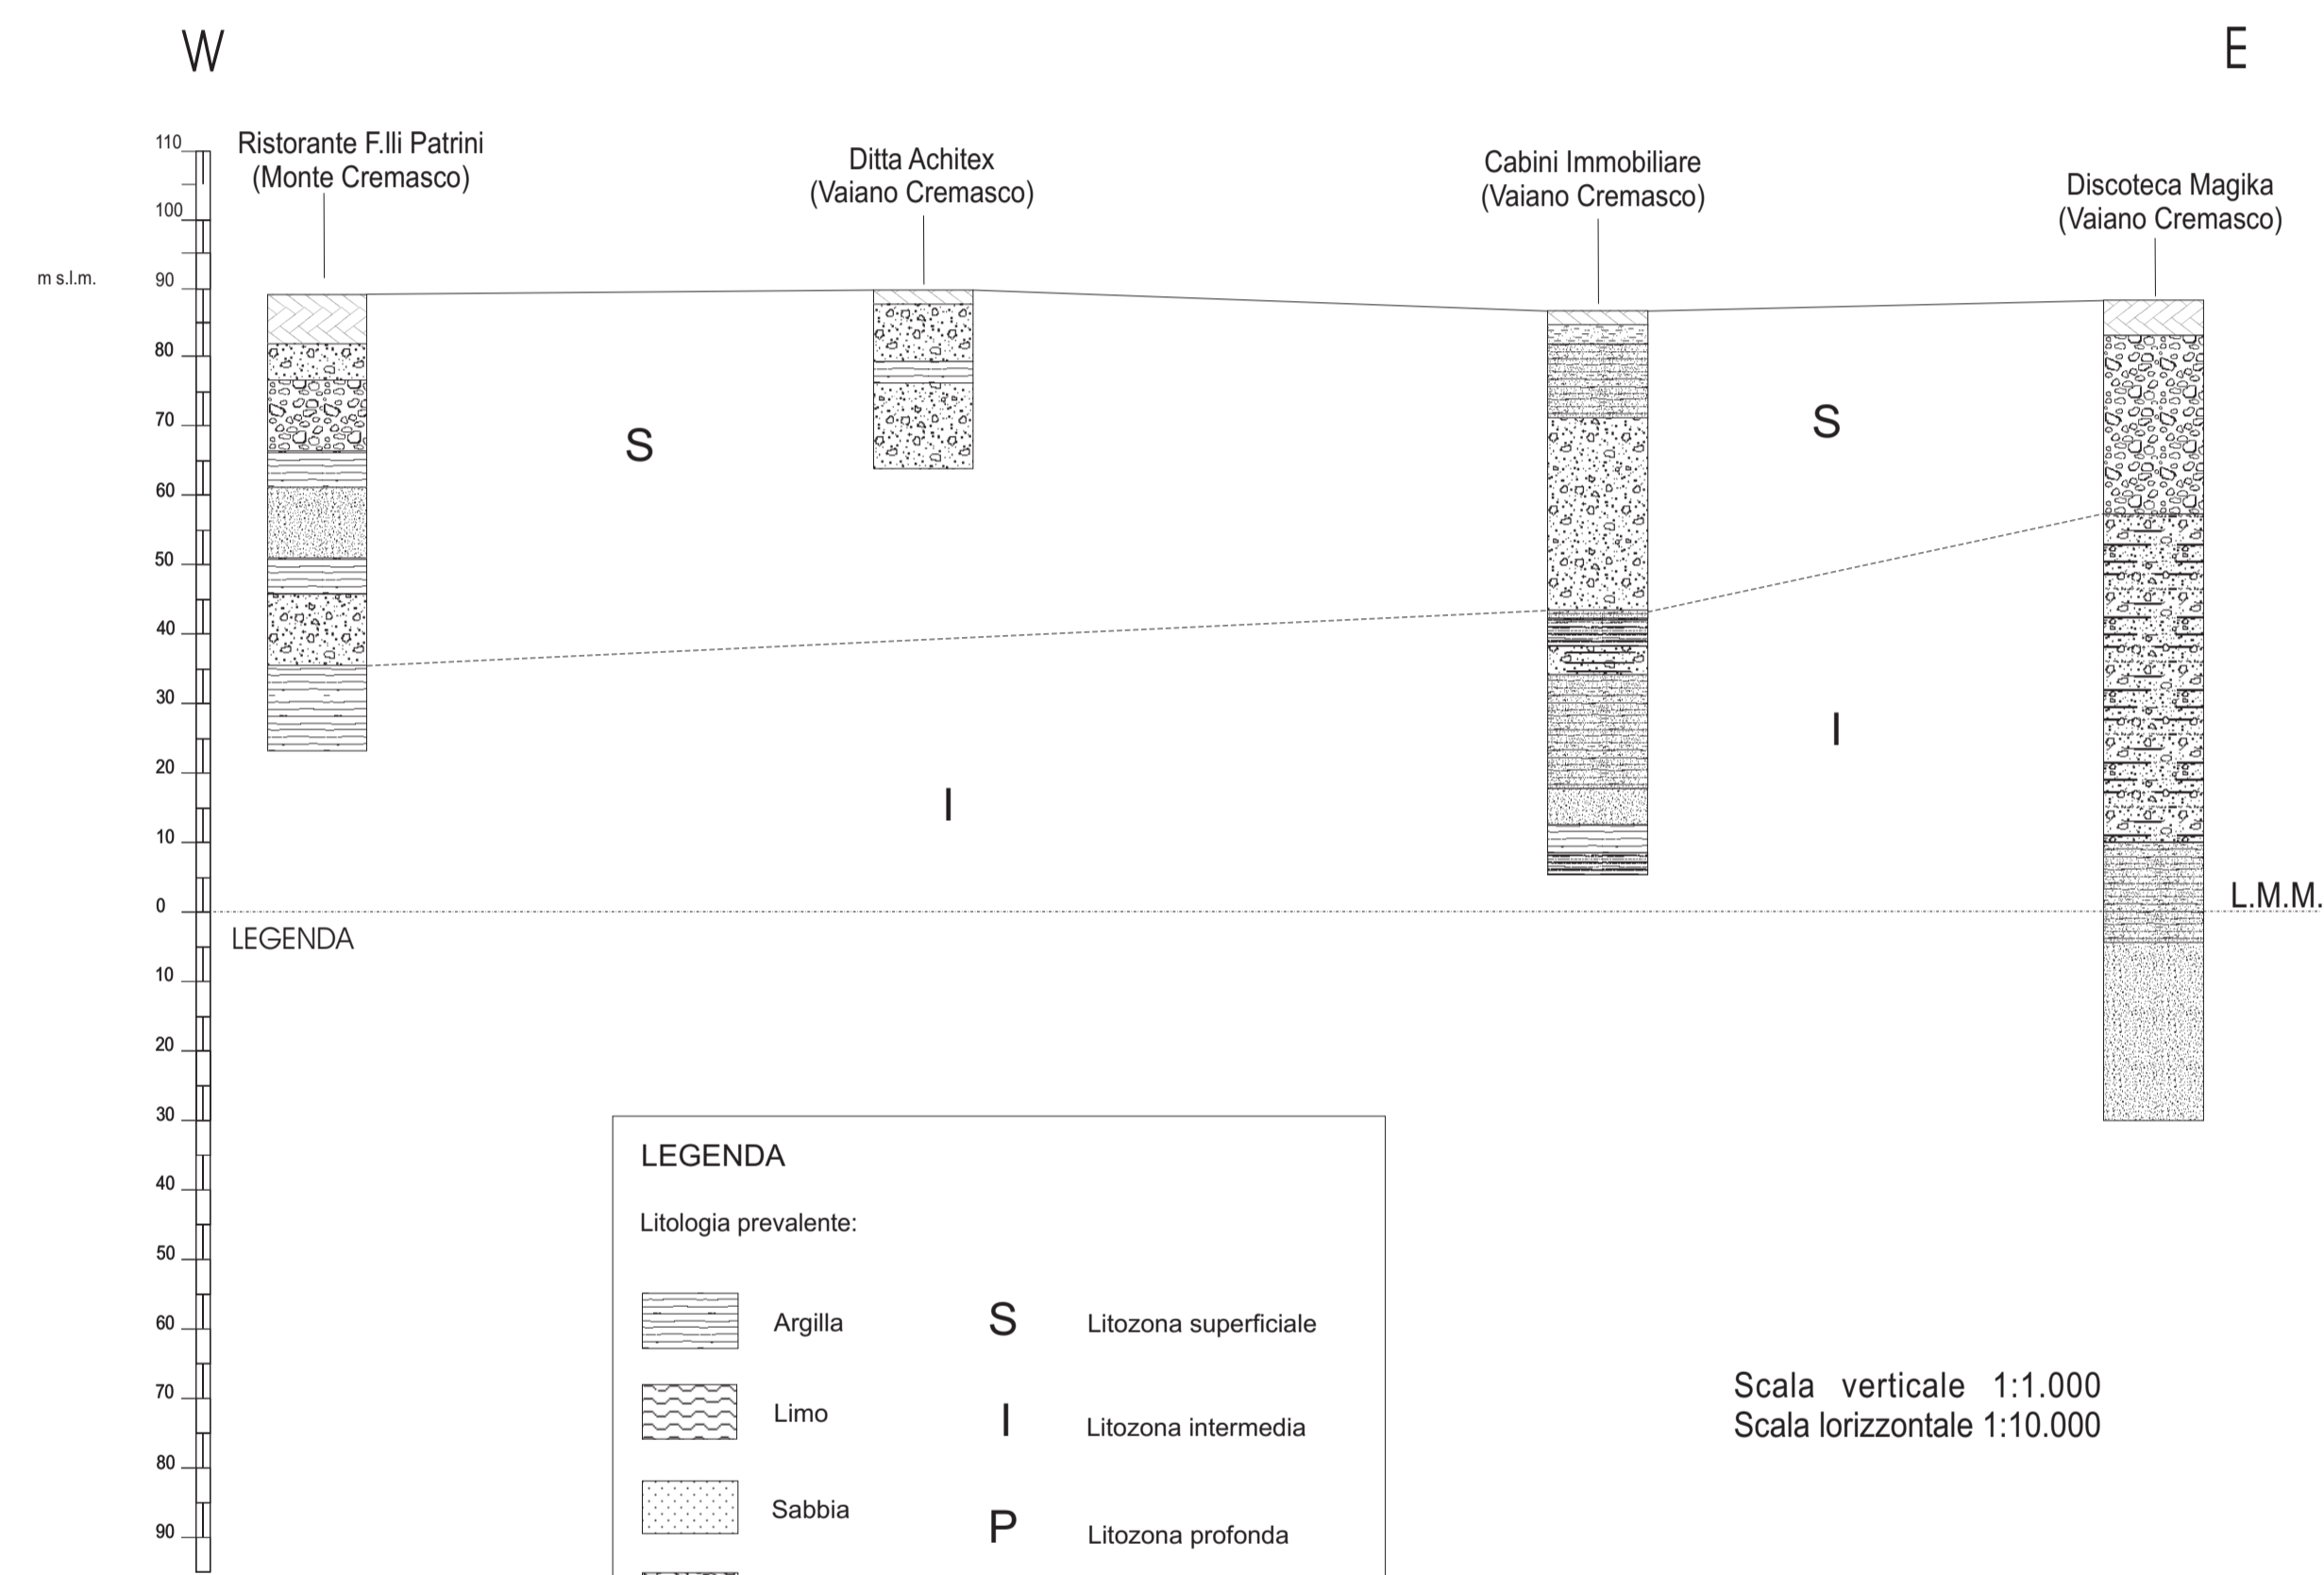 W
E
Ristorante F.lli Patrini
(Monte Cremasco)
Ditta Achitex
(Vaiano Cremasco)
Cabini Immobiliare
(Vaiano Cremasco)
Discoteca Magika
(Vaiano Cremasco)
m s.l.m.
110
100
90
80
70
60
50
40
30
20
10
0
10
20
30
40
50
60
70
80
90
S
S
I
I
L.M.M.
LEGENDA
LEGENDA
Litologia prevalente:
Argilla
S
Litozona superficiale
Limo
I
Litozona intermedia
Sabbia
P
Litozona profonda
Scala verticale 1:1.000
Scala lorizzontale 1:10.000